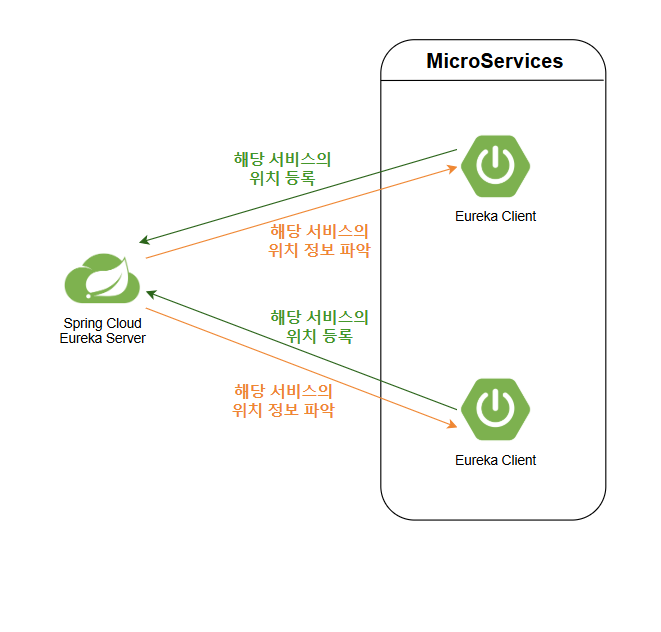 MicroServices
해당 서비스의
위치 등록
Eureka Client
해당 서비스의
위치 정보 파악
Spring Cloud
Eureka Server
해당 서비스의
위치 등록
해당 서비스의
위치 정보 파악
Eureka Client